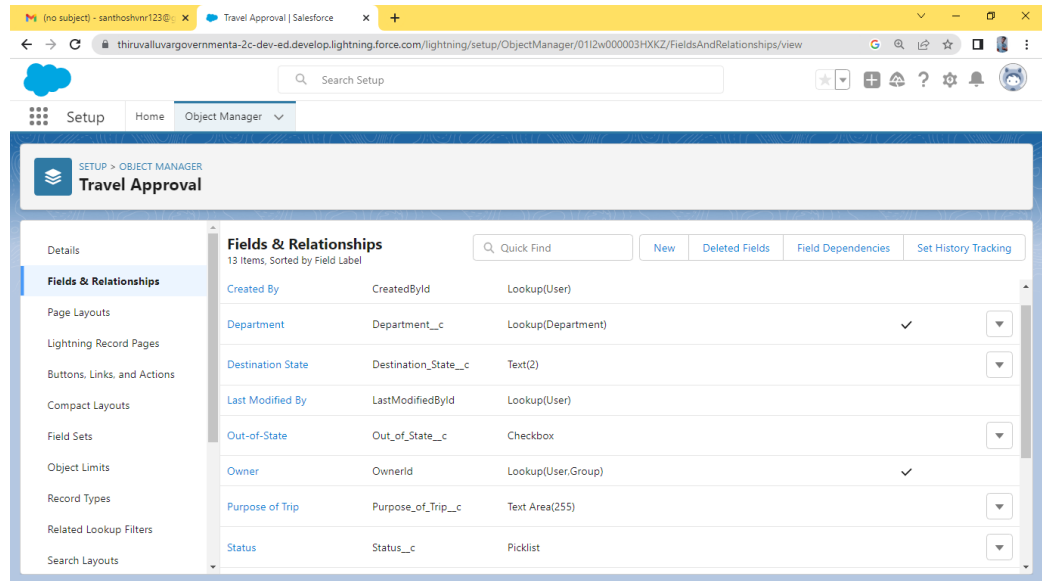 (no subject) - santhoshvnr123@g
Travel Approval | Salesforce
thiruvalluvargovernmenta-2c-dev-ed.develop.lightning.force.com/lightning/setup/ObjectManager/01I2w000003HXKZ/FieldsAndRelationships/view
Search Setup
Setup Home Object Manager
SETUP > OBJECT MANAGER
Travel Approval
Details
Fields & Relationships
Page Layouts
Lightning Record Pages
Buttons, Links, and Actions
Compact Layouts
Field Sets
Object Limits
Record Types
Related Lookup Filters
Search Layouts
Fields & Relationships
13 Items, Sorted by Field Label
Quick Find
New
Deleted Fields
Field Dependencies
Set History Tracking
Created By CreatedById Lookup(User)
Department Department__c Lookup(Department)
Destination State Destination_State__c Text(2)
Last Modified By LastModifiedById Lookup(User)
Out-of-State Out_of_State__c Checkbox
Owner OwnerId Lookup(User,Group)
Purpose of Trip Purpose_of_Trip__c Text Area(255)
Status Status__c Picklist